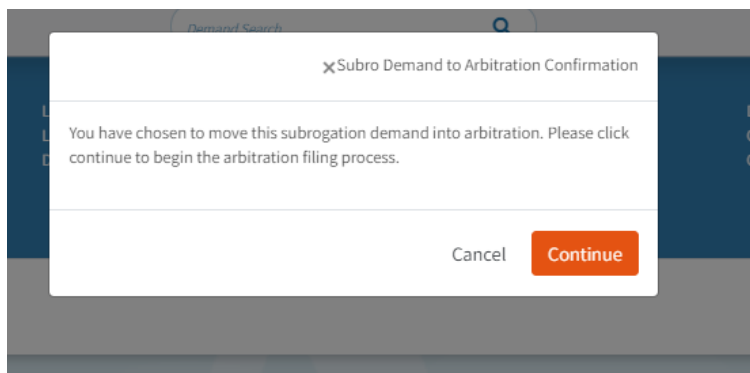 Demand Search
×Subro Demand to Arbitration Confirmation
You have chosen to move this subrogation demand into arbitration. Please click
continue to begin the arbitration filing process.
Cancel Continue